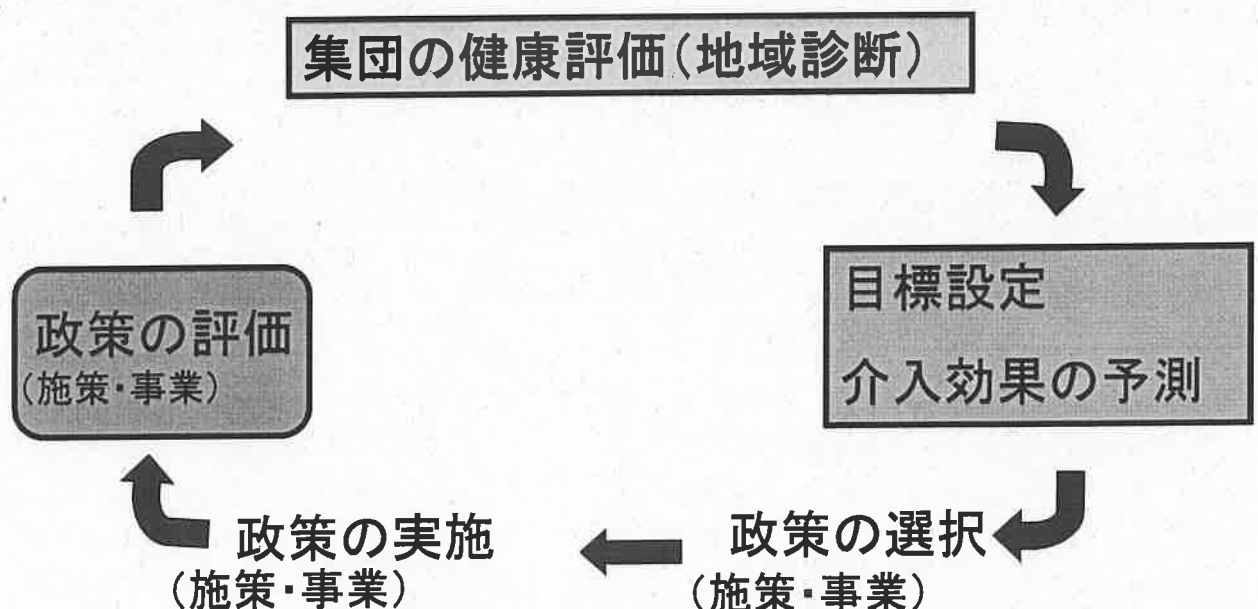 集団の健康評価(地域診断)
目標設定
介入効果の予測
政策の選択
(施策・事業)
政策の実施
(施策・事業)
政策の評価
(施策・事業)